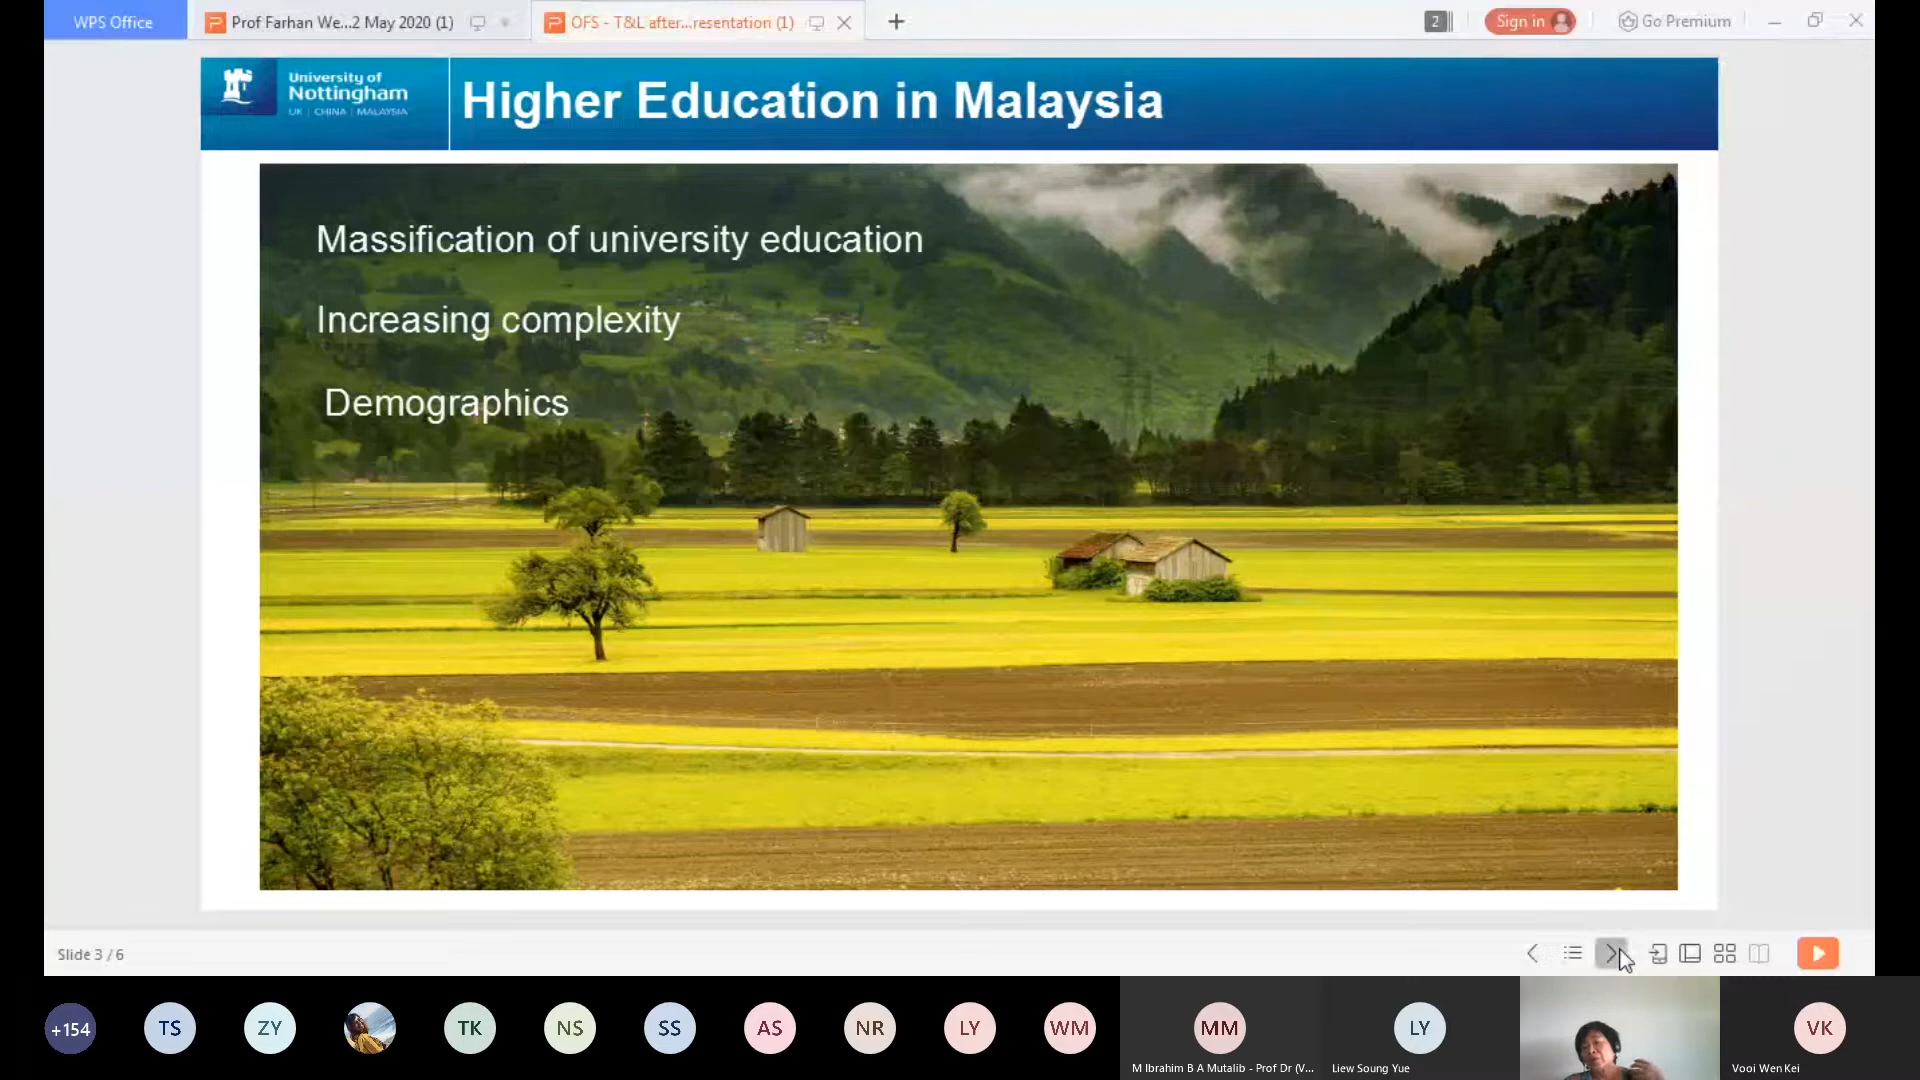 WPS Office
Prof Farhan We...2 May 2020 (1)
OFS - T&L after...resentation (1)
2
Sign in
Go Premium
University of
Nottingham
UK | CHINA | MALAYSIA
Higher Education in Malaysia
Massification of university education
Increasing complexity
Demographics
Slide 3 / 6
+154
TS
ZY
TK
NS
SS
AS
NR
LY
WM
MM
LY
VK
M Ibrahim B A Mutalib - Prof Dr (V...
Liew Soung Yue
Vooi Wen Kei